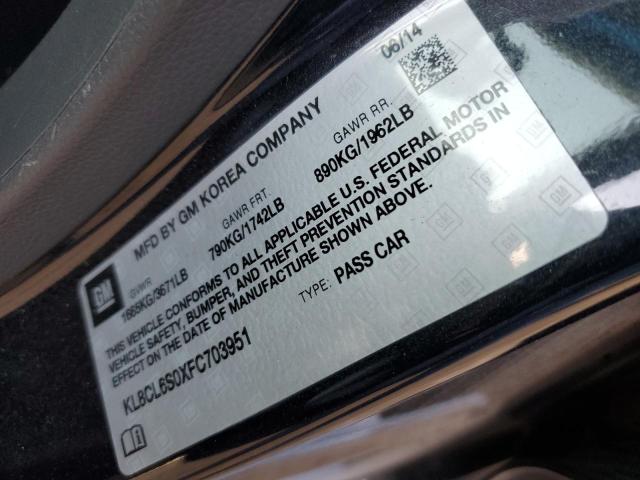 GM
MFD BY GM KOREA COMPANY
06/14
GVWR
GAWR FRT.
GAWR RR.
1665KG/3671LB
790KG/1742LB
890KG/1962LB
THIS VEHICLE CONFORMS TO ALL APPLICABLE U.S. FEDERAL MOTOR
VEHICLE SAFETY, BUMPER, AND THEFT PREVENTION STANDARDS IN
EFFECT ON THE DATE OF MANUFACTURE SHOWN ABOVE.
KL8CL6S0XFC703951
TYPE: PASS CAR